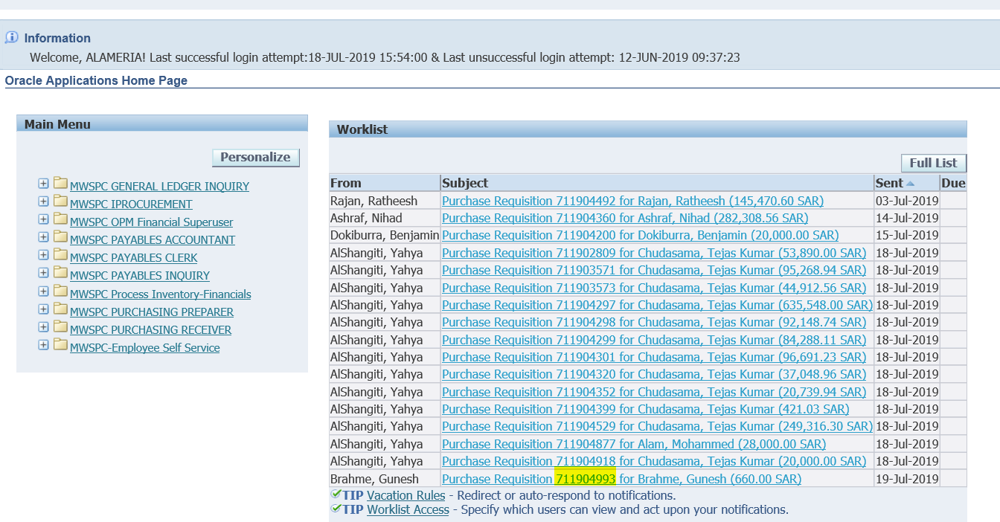 Information
Welcome, ALAMERIA! Last successful login attempt:18-JUL-2019 15:54:00 & Last unsuccessful login attempt: 12-JUN-2019 09:37:23
Oracle Applications Home Page
Main Menu
Personalize
MWSPC GENERAL LEDGER INQUIRY
MWSPC IPROCUREMENT
MWSPC OPM Financial Superuser
MWSPC PAYABLES ACCOUNTANT
MWSPC PAYABLES CLERK
MWSPC PAYABLES INQUIRY
MWSPC Process Inventory-Financials
MWSPC PURCHASING PREPARER
MWSPC PURCHASING RECEIVER
MWSPC-Employee Self Service
Worklist
Full List
From Subject Sent Due
Rajan, Ratheesh Purchase Requisition 711904492 for Rajan, Ratheesh (145,470.60 SAR) 03-Jul-2019
Ashraf, Nihad Purchase Requisition 711904360 for Ashraf, Nihad (282,308.56 SAR) 14-Jul-2019
Dokiburra, Benjamin Purchase Requisition 711904200 for Dokiburra, Benjamin (20,000.00 SAR) 15-Jul-2019
AlShangiti, Yahya Purchase Requisition 711902809 for Chudasama, Tejas Kumar (53,890.00 SAR) 18-Jul-2019
AlShangiti, Yahya Purchase Requisition 711903571 for Chudasama, Tejas Kumar (95,268.94 SAR) 18-Jul-2019
AlShangiti, Yahya Purchase Requisition 711903573 for Chudasama, Tejas Kumar (44,912.56 SAR) 18-Jul-2019
AlShangiti, Yahya Purchase Requisition 711904297 for Chudasama, Tejas Kumar (635,548.00 SAR) 18-Jul-2019
AlShangiti, Yahya Purchase Requisition 711904298 for Chudasama, Tejas Kumar (92,148.74 SAR) 18-Jul-2019
AlShangiti, Yahya Purchase Requisition 711904299 for Chudasama, Tejas Kumar (84,288.11 SAR) 18-Jul-2019
AlShangiti, Yahya Purchase Requisition 711904301 for Chudasama, Tejas Kumar (96,691.23 SAR) 18-Jul-2019
AlShangiti, Yahya Purchase Requisition 711904320 for Chudasama, Tejas Kumar (37,048.96 SAR) 18-Jul-2019
AlShangiti, Yahya Purchase Requisition 711904352 for Chudasama, Tejas Kumar (20,739.94 SAR) 18-Jul-2019
AlShangiti, Yahya Purchase Requisition 711904399 for Chudasama, Tejas Kumar (421.03 SAR) 18-Jul-2019
AlShangiti, Yahya Purchase Requisition 711904529 for Chudasama, Tejas Kumar (249,316.30 SAR) 18-Jul-2019
AlShangiti, Yahya Purchase Requisition 711904877 for Alam, Mohammed (28,000.00 SAR) 18-Jul-2019
AlShangiti, Yahya Purchase Requisition 711904918 for Chudasama, Tejas Kumar (20,000.00 SAR) 18-Jul-2019
Brahme, Gunesh Purchase Requisition 711904993 for Brahme, Gunesh (660.00 SAR) 19-Jul-2019
TIP Vacation Rules - Redirect or auto-respond to notifications.
TIP Worklist Access - Specify which users can view and act upon your notifications.